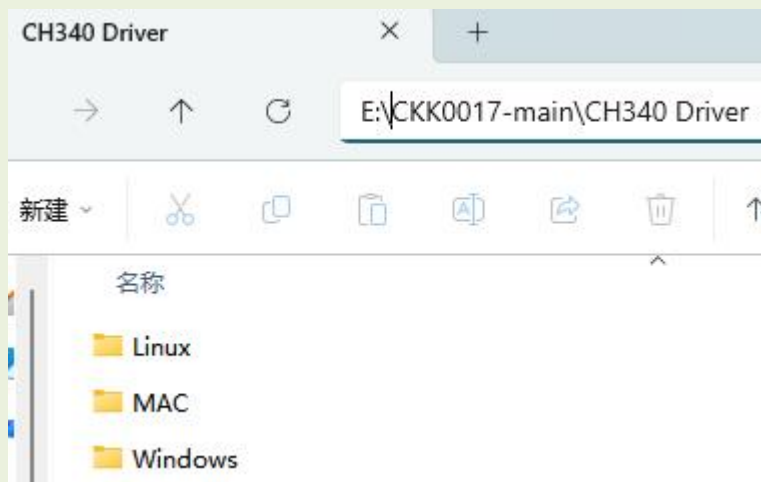 CH340 Driver
E:\CKK0017-main\CH340 Driver
新建
名称
Linux
MAC
Windows